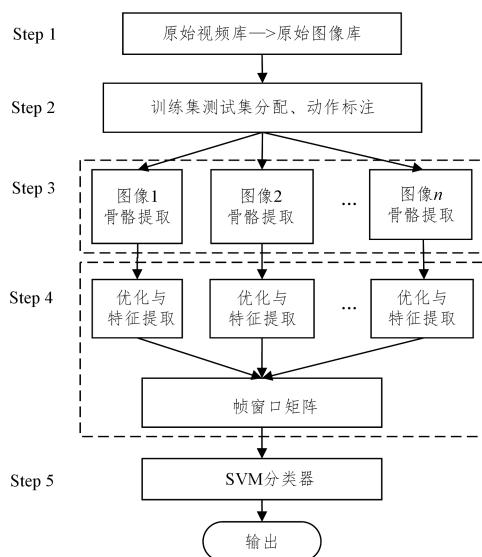 Step 1
原始视频库—>原始图像库
Step 2
训练集测试集分配、动作标注
Step 3
图像1
骨骼提取
图像2
骨骼提取
...
图像n
骨骼提取
Step 4
优化与
特征提取
优化与
特征提取
...
优化与
特征提取
帧窗口矩阵
Step 5
SVM分类器
输出